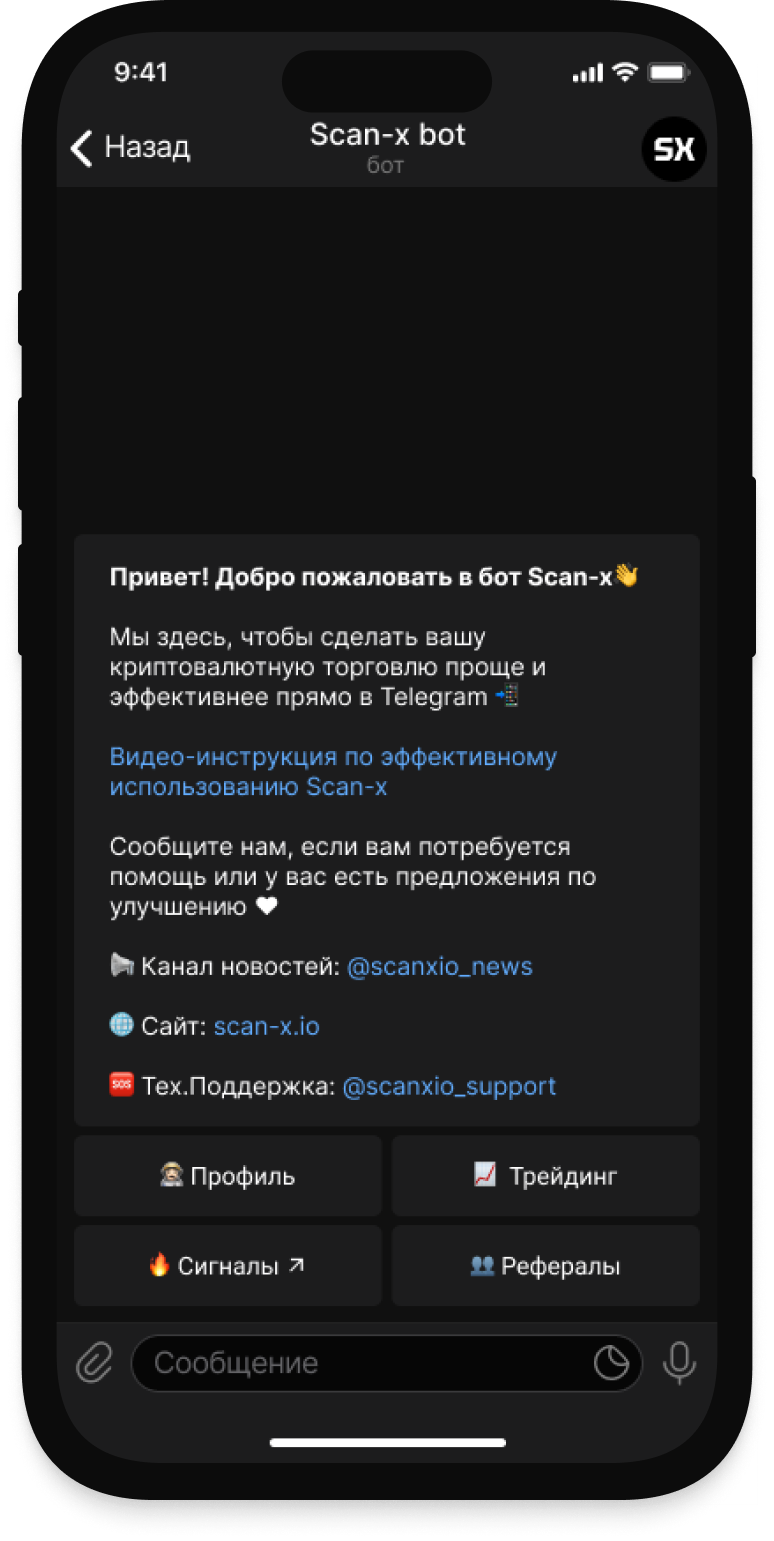 9:41
Назад
Scan-x bot
бот
SX
Привет! Добро пожаловать в бот Scan-x👋
Мы здесь, чтобы сделать вашу
криптовалютную торговлю проще и
эффективнее прямо в Telegram 📲
Видео-инструкция по эффективному
использованию Scan-x
Сообщите нам, если вам потребуется
помощь или у вас есть предложения по
улучшению 🤍
📢 Канал новостей: @scanxio_news
🌐 Сайт: scan-x.io
🆘 Тех.Поддержка: @scanxio_support
Профиль
📈 Трейдинг
🔥 Сигналы ↗
👥 Рефералы
Сообщение